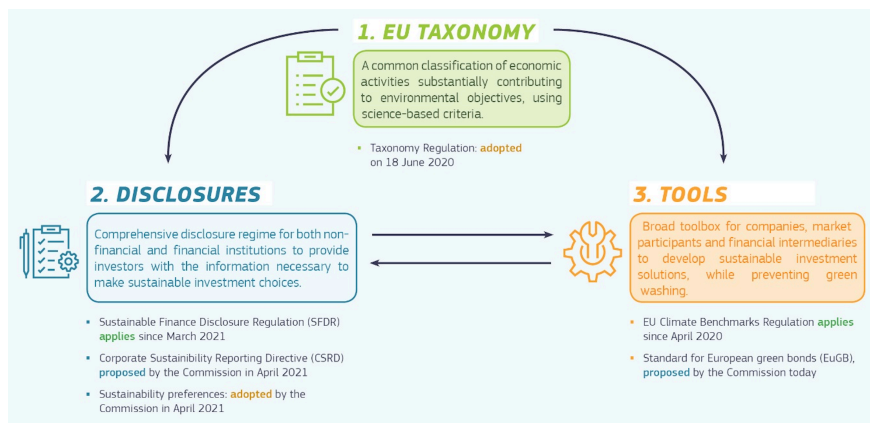 1. EU TAXONOMY
A common classification of economic
activities substantially contributing
to environmental objectives, using
science-based criteria.
▪ Taxonomy Regulation: adopted
on 18 June 2020
2. DISCLOSURES
Comprehensive disclosure regime for both non-
financial and financial institutions to provide
investors with the information necessary to
make sustainable investment choices.
▪ Sustainable Finance Disclosure Regulation (SFDR)
applies since March 2021
▪ Corporate Sustainibility Reporting Directive (CSRD)
proposed by the Commission in April 2021
▪ Sustainability preferences: adopted by the
Commission in April 2021
3. TOOLS
Broad toolbox for companies, market
participants and financial intermediaries
to develop sustainable investment
solutions, while preventing green
washing.
▪ EU Climate Benchmarks Regulation applies
since April 2020
▪ Standard for European green bonds (EuGB),
proposed by the Commission today